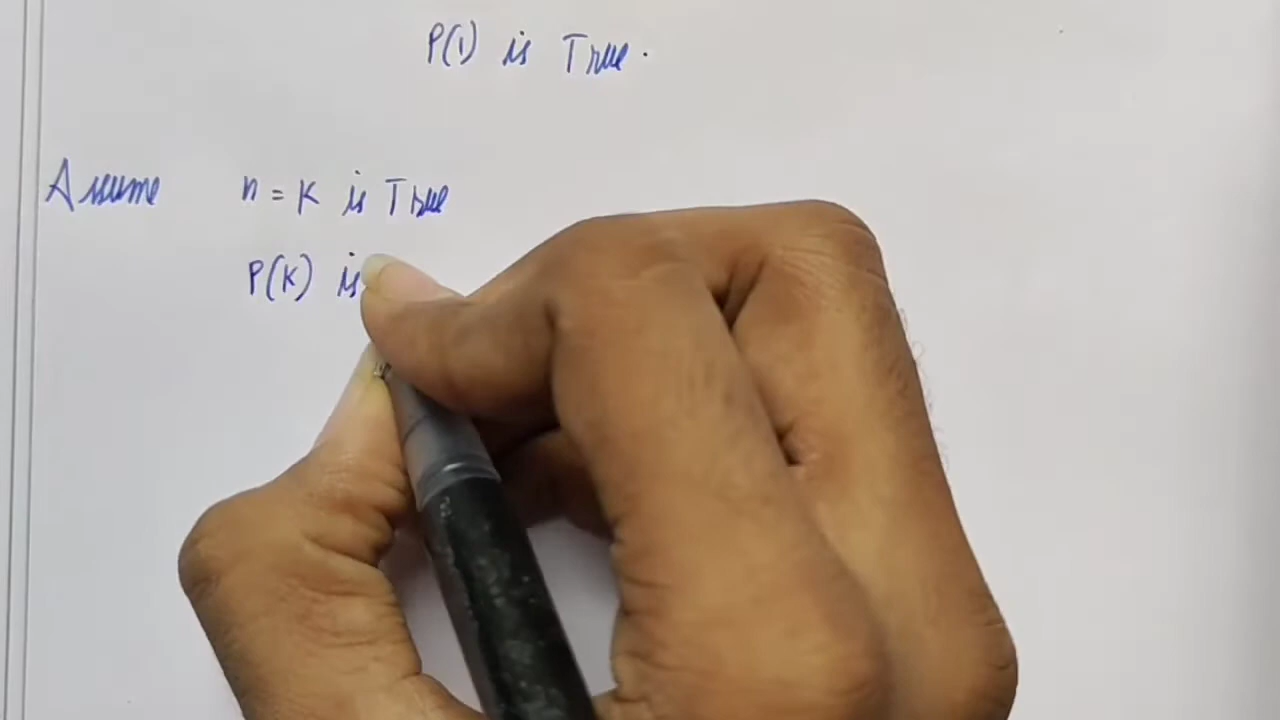 P(1) is True.
Assume n = K is True
P(K) is